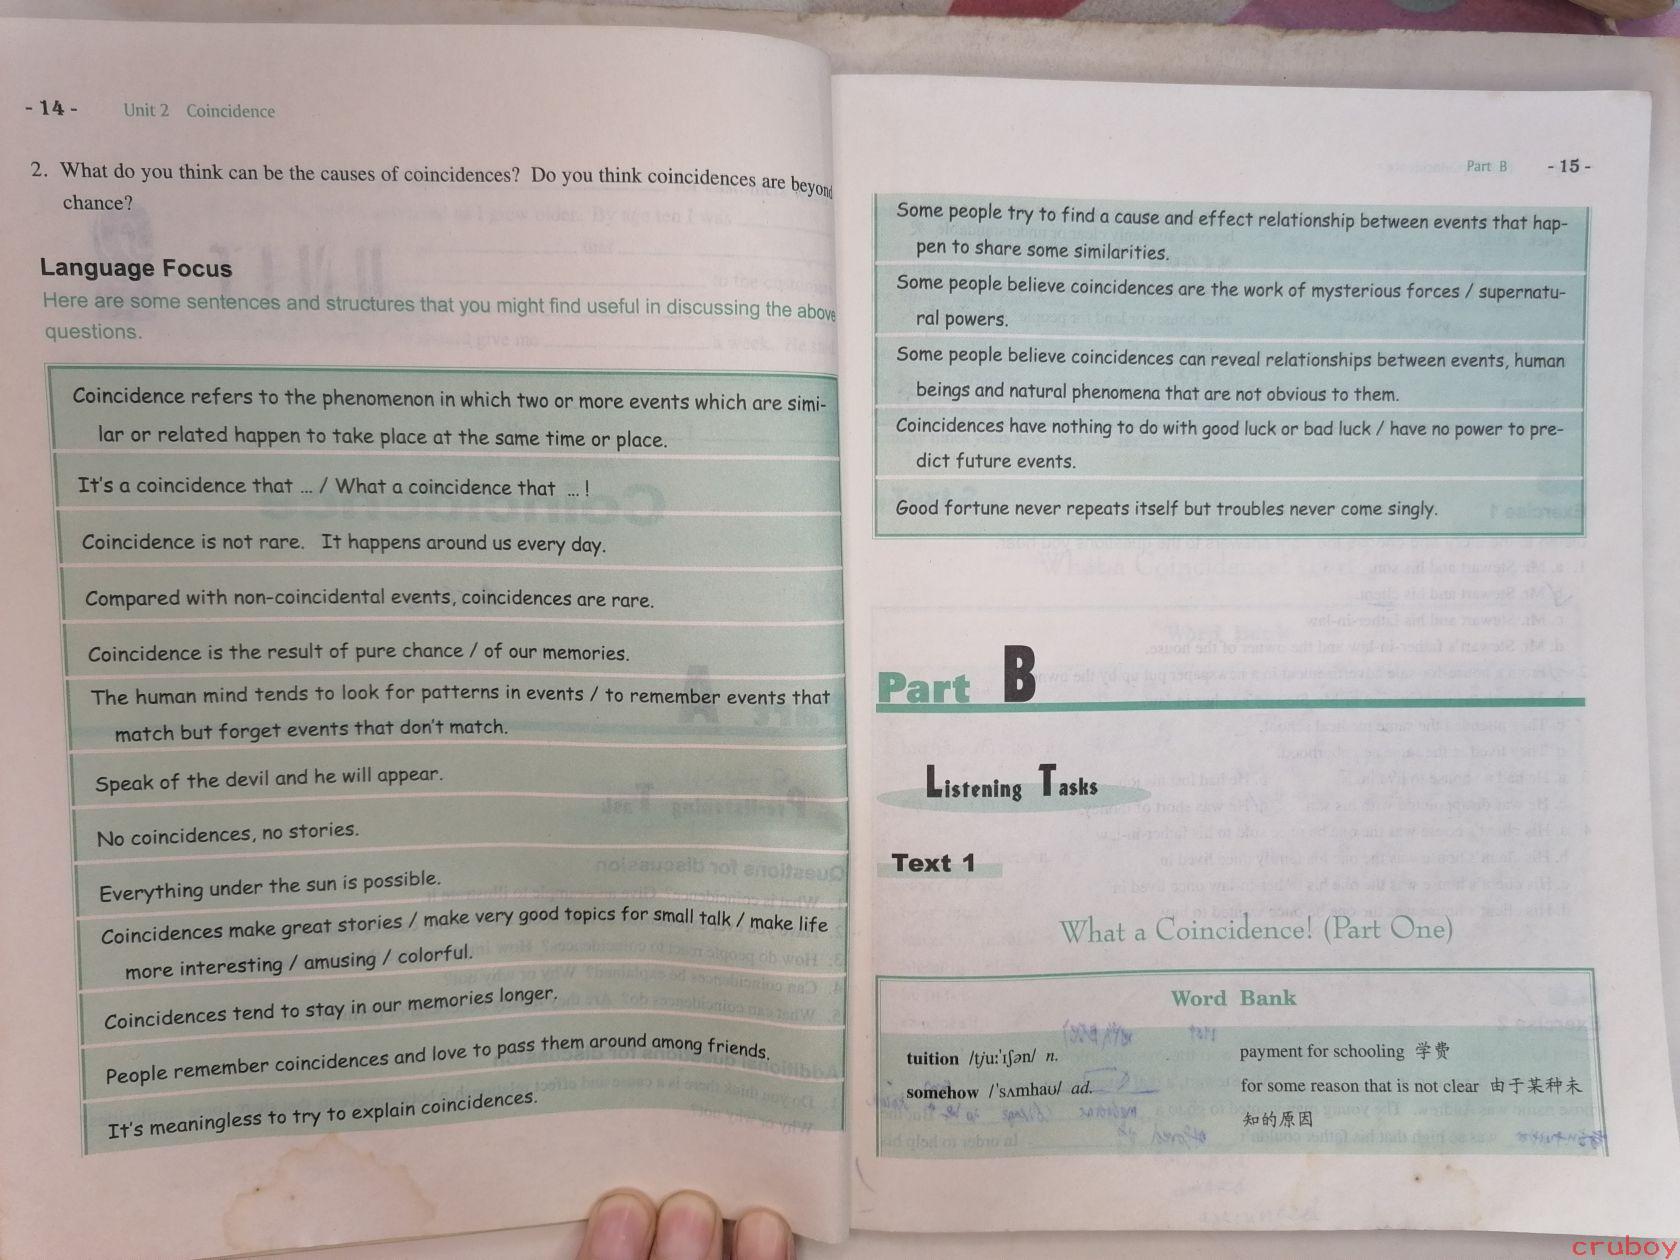 - 14 - Unit 2 Coincidence
2. What do you think can be the causes of coincidences? Do you think coincidences are beyond
chance?
Language Focus
Here are some sentences and structures that you might find useful in discussing the above
questions.
Coincidence refers to the phenomenon in which two or more events which are simi-
lar or related happen to take place at the same time or place.
It's a coincidence that ... / What a coincidence that ... !
Coincidence is not rare. It happens around us every day.
Compared with non-coincidental events, coincidences are rare.
Coincidence is the result of pure chance / of our memories.
The human mind tends to look for patterns in events / to remember events that
match but forget events that don't match.
Speak of the devil and he will appear.
No coincidences, no stories.
Everything under the sun is possible.
Coincidences make great stories / make very good topics for small talk / make life
more interesting / amusing / colorful.
Coincidences tend to stay in our memories longer.
People remember coincidences and love to pass them around among friends.
It's meaningless to try to explain coincidences.
Part B - 15 -
Some people try to find a cause and effect relationship between events that hap-
pen to share some similarities.
Some people believe coincidences are the work of mysterious forces / supernatu-
ral powers.
Some people believe coincidences can reveal relationships between events, human
beings and natural phenomena that are not obvious to them.
Coincidences have nothing to do with good luck or bad luck / have no power to pre-
dict future events.
Good fortune never repeats itself but troubles never come singly.
Part B
Listening Tasks
Text 1
What a Coincidence! (Part One)
Word Bank
tuition /tjuːˈɪʃən/ n. payment for schooling 学费
somehow /ˈsʌmhaʊ/ ad. for some reason that is not clear 由于某种未
知的原因
cruboy